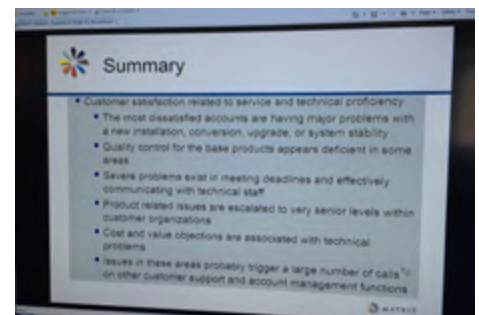 Summary
Customer satisfaction related to service and technical proficiency
The most dissatisfied accounts are having major problems with
a new installation, conversion, upgrade, or system stability
Quality control for the base products appears deficient in some
areas
Severe problems exist in meeting deadlines and effectively
communicating with technical staff
Product related issues are escalated to very senior levels within
customer organizations
Cost and value objections are associated with technical
problems
Issues in these areas probably trigger a large number of calls
on other customer support and account management functions
MATRIX